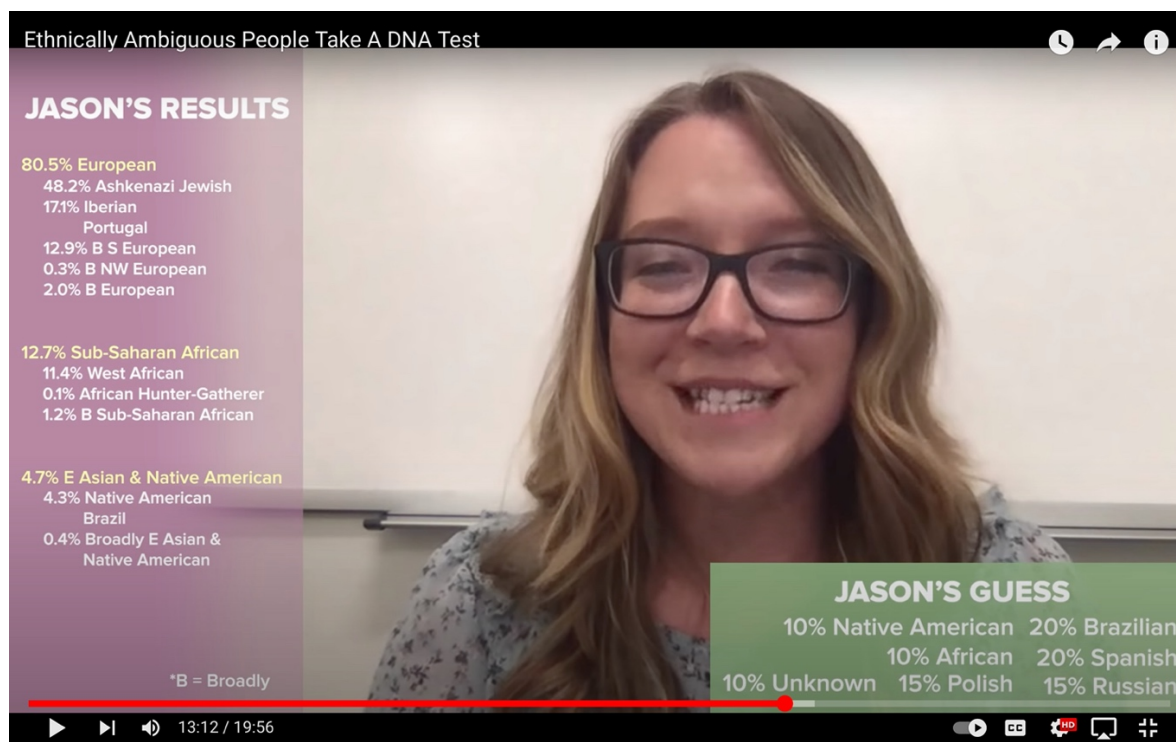 Ethnically Ambiguous People Take A DNA Test
JASON'S RESULTS
80.5% European
48.2% Ashkenazi Jewish
17.1% Iberian
Portugal
12.9% B S European
0.3% B NW European
2.0% B European
12.7% Sub-Saharan African
11.4% West African
0.1% African Hunter-Gatherer
1.2% B Sub-Saharan African
4.7% E Asian & Native American
4.3% Native American
Brazil
0.4% Broadly E Asian &
Native American
*B = Broadly
JASON'S GUESS
10% Native American 20% Brazilian
10% African 20% Spanish
10% Unknown 15% Polish 15% Russian
13:12 / 19:56
CC
HD